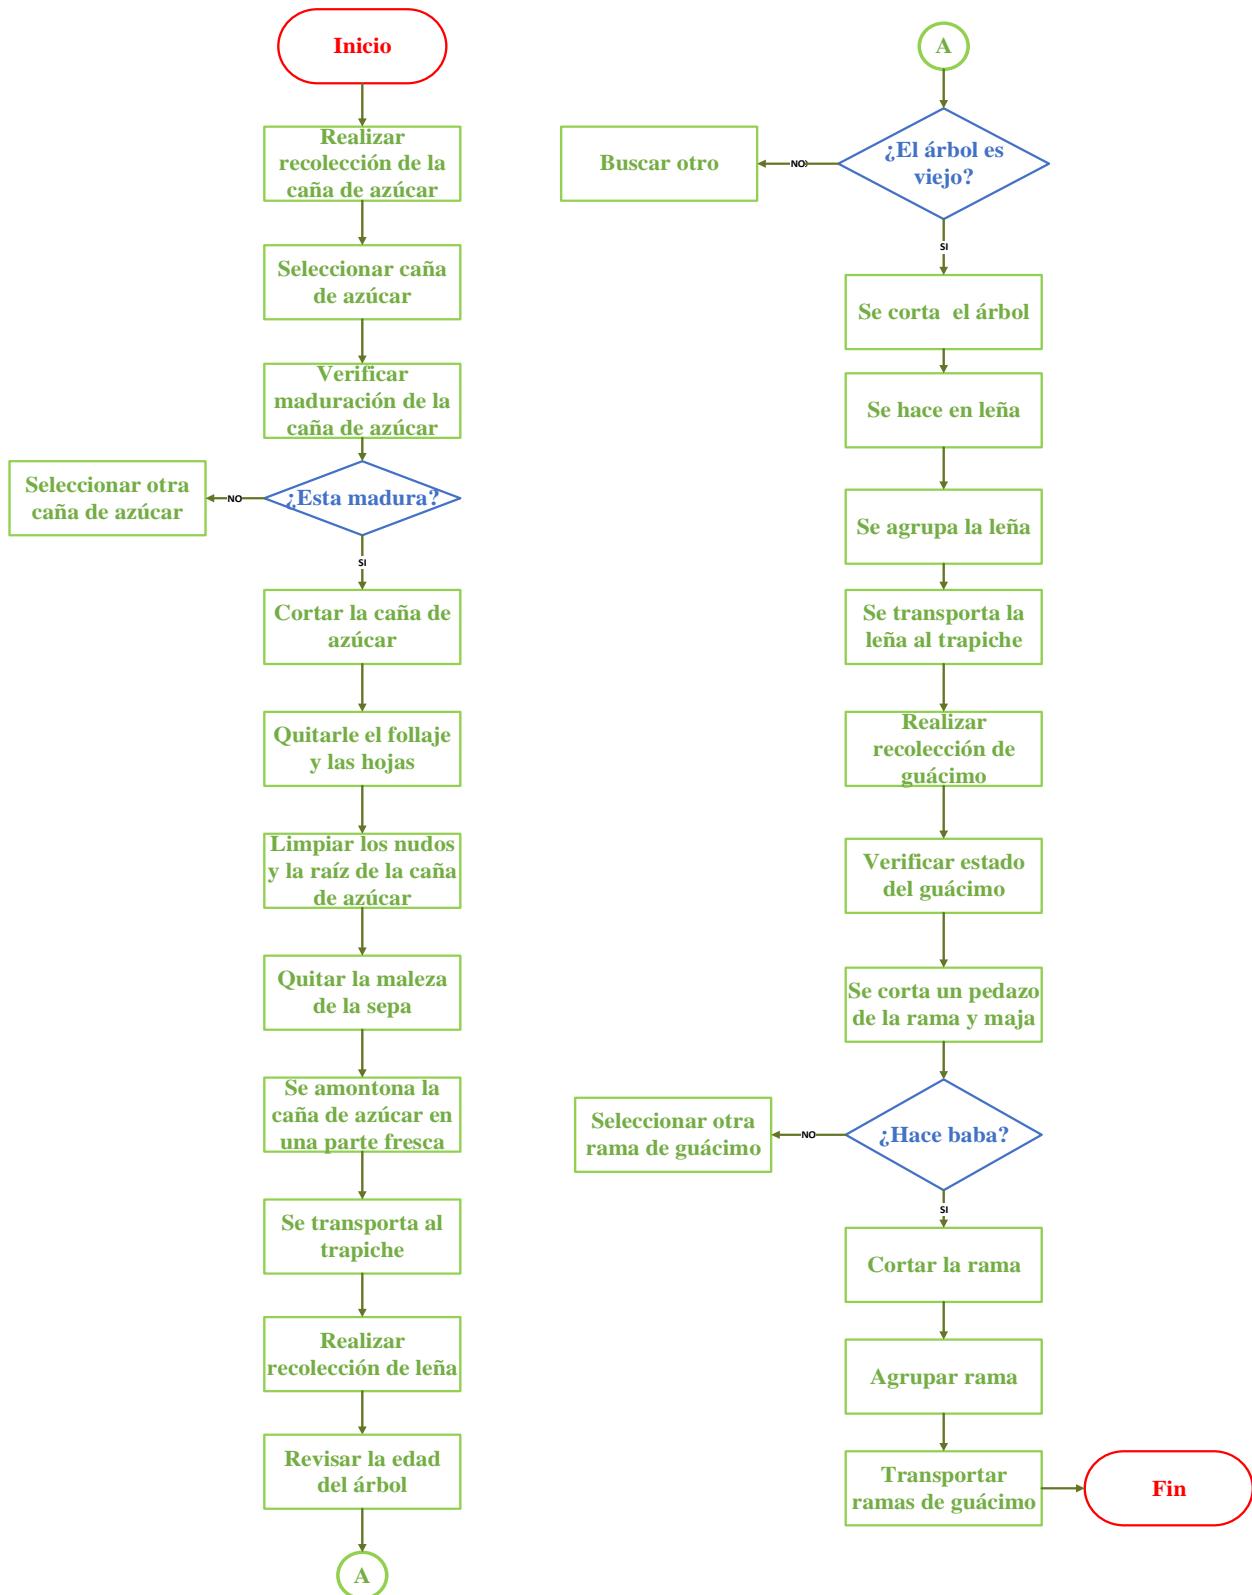 Inicio
Realizar
recolección de la
caña de azúcar
Seleccionar caña
de azúcar
Verificar
maduración de la
caña de azúcar
¿Esta madura?
NO
Seleccionar otra
caña de azúcar
SI
Cortar la caña de
azúcar
Quitarle el follaje
y las hojas
Limpiar los nudos
y la raíz de la caña
de azúcar
Quitar la maleza
de la sepa
Se amontona la
caña de azúcar en
una parte fresca
Se transporta al
trapiche
Realizar
recolección de leña
Revisar la edad
del árbol
A
A
¿El árbol es
viejo?
NO
Buscar otro
SI
Se corta  el árbol
Se hace en leña
Se agrupa la leña
Se transporta la
leña al trapiche
Realizar
recolección de
guácimo
Verificar estado
del guácimo
Se corta un pedazo
de la rama y maja
¿Hace baba?
NO
Seleccionar otra
rama de guácimo
SI
Cortar la rama
Agrupar rama
Transportar
ramas de guácimo
Fin